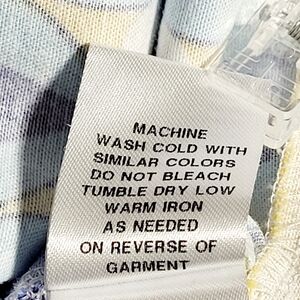 MACHINE
WASH COLD WITH
SIMILAR COLORS
DO NOT BLEACH
TUMBLE DRY LOW
WARM IRON
AS NEEDED
ON REVERSE OF
GARMENT